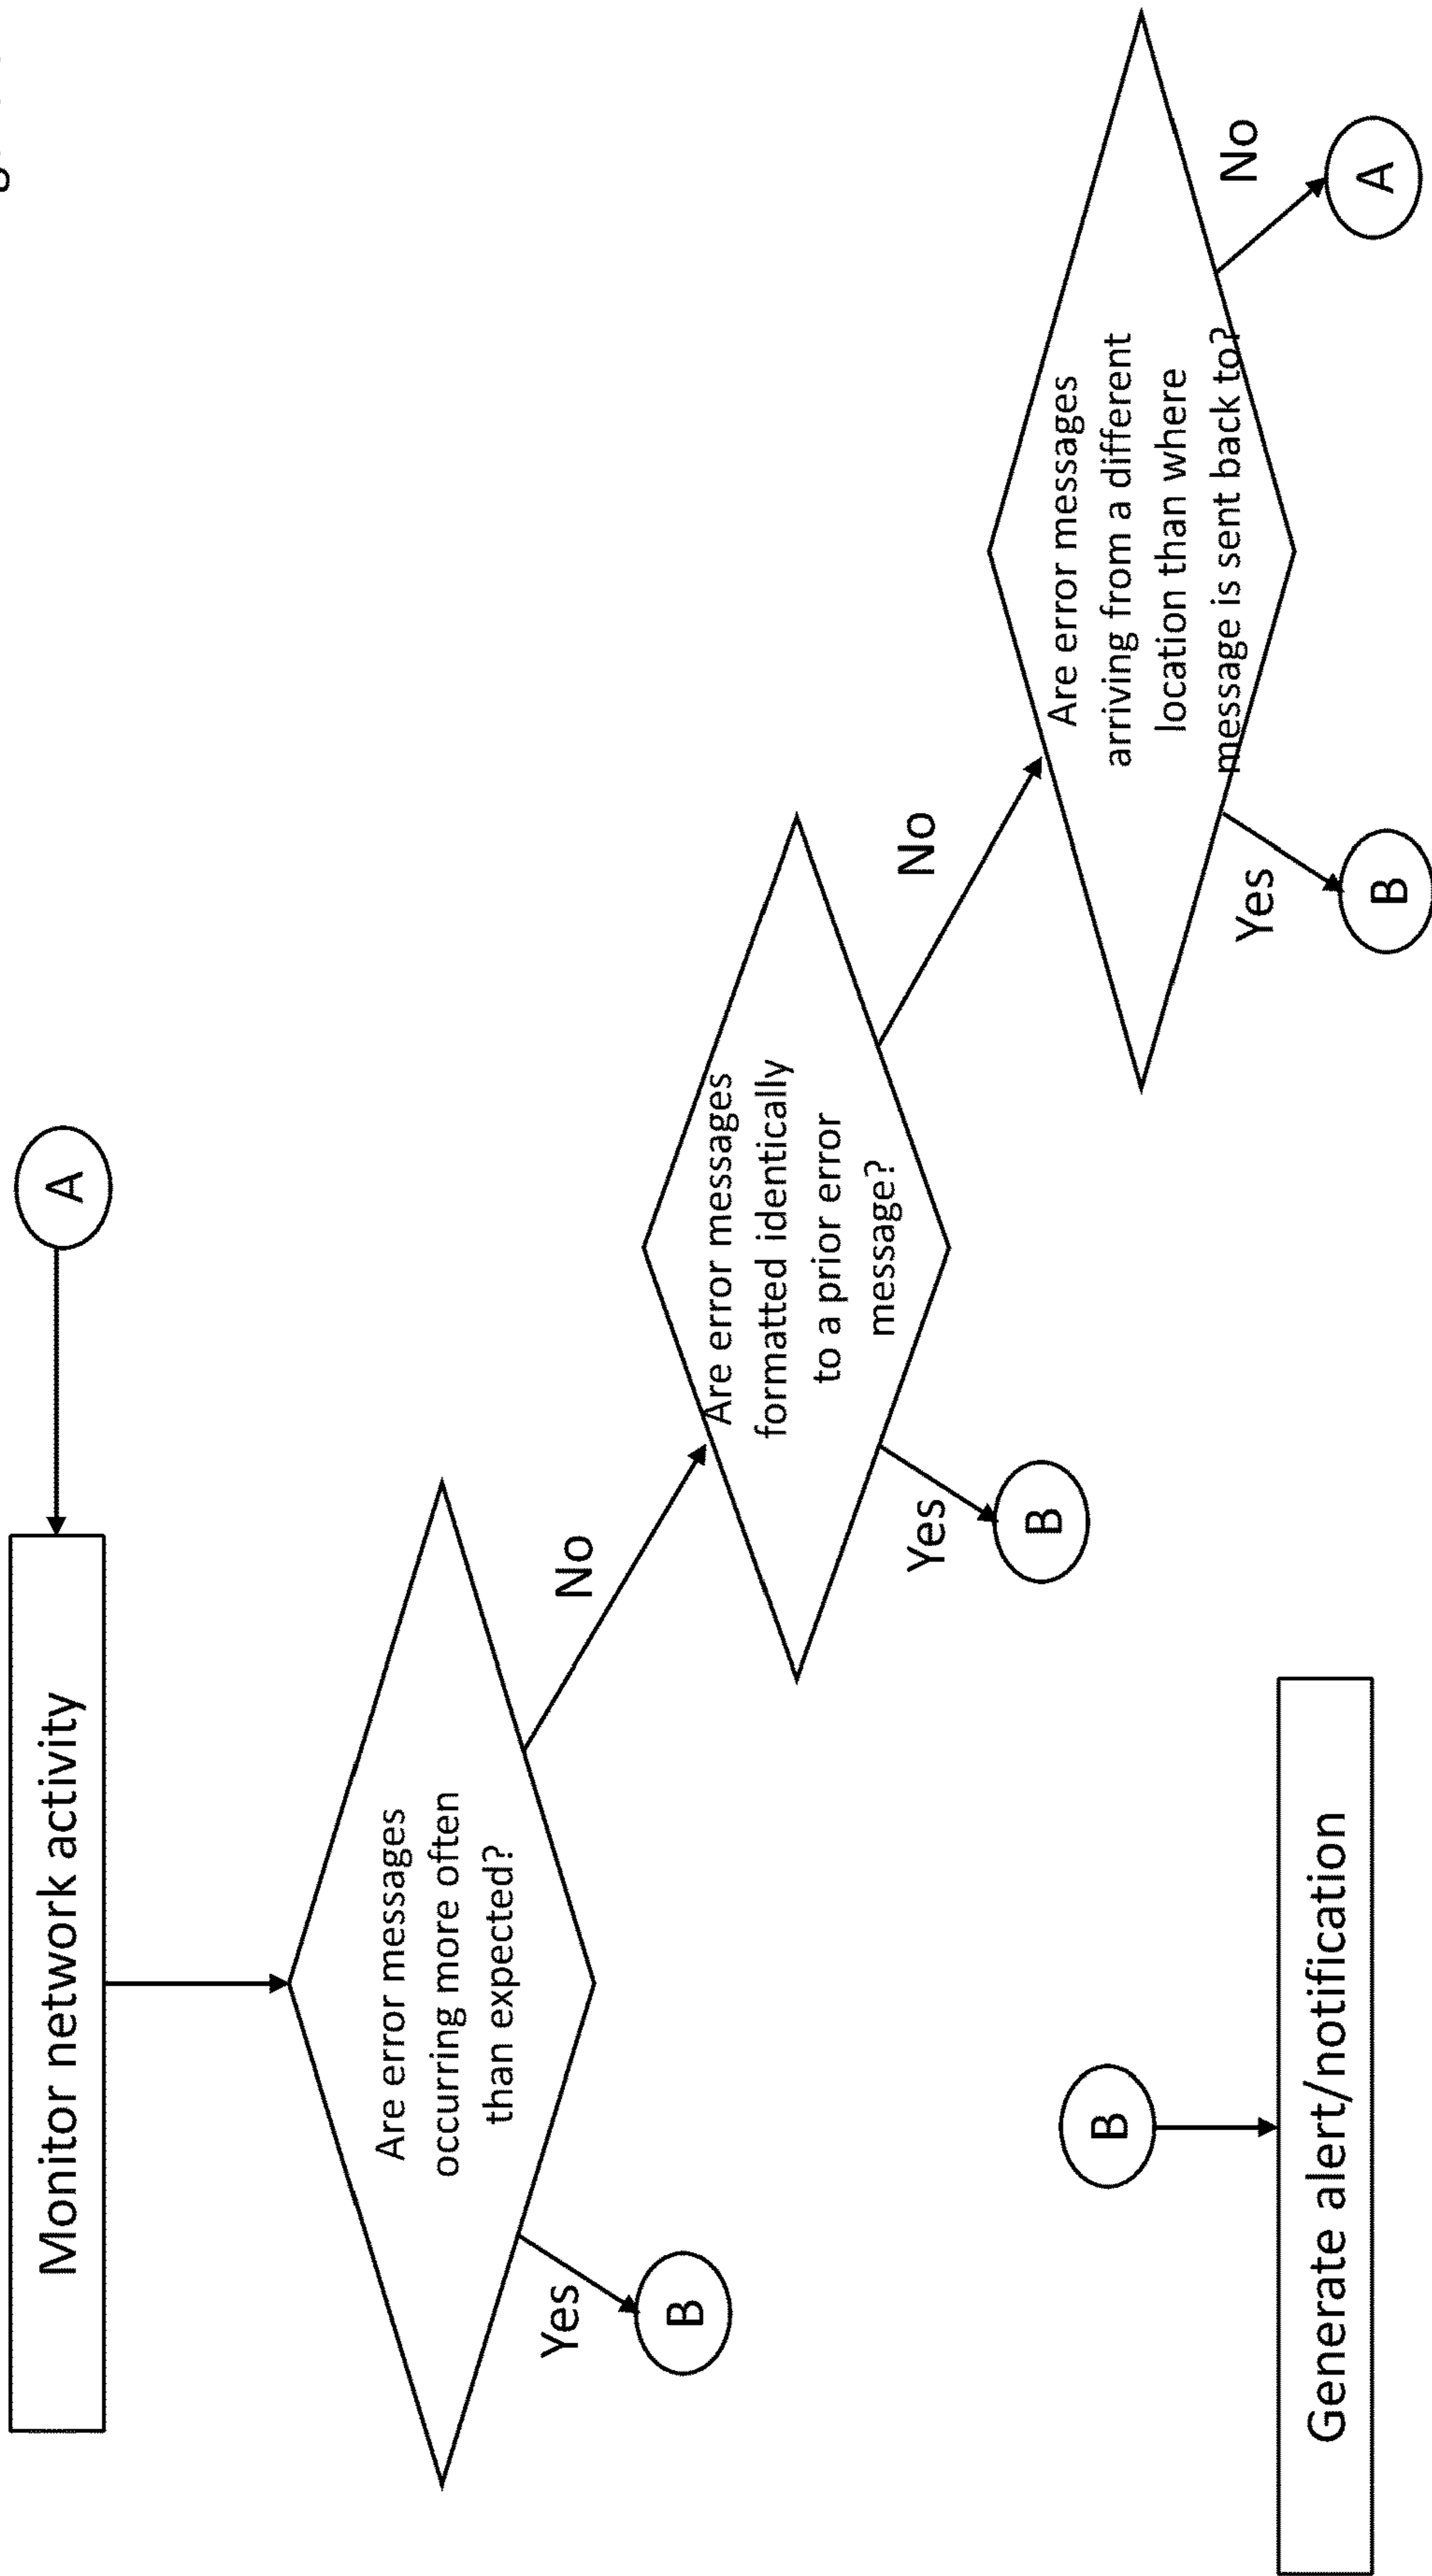 Monitor network activity
A
Are error messages
occurring more often
than expected?
Yes
B
No
Are error messages
formatted identically
to a prior error
message?
Yes
B
No
Are error messages
arriving from a different
location than where
message is sent back to?
Yes
B
No
A
B
Generate alert/notification